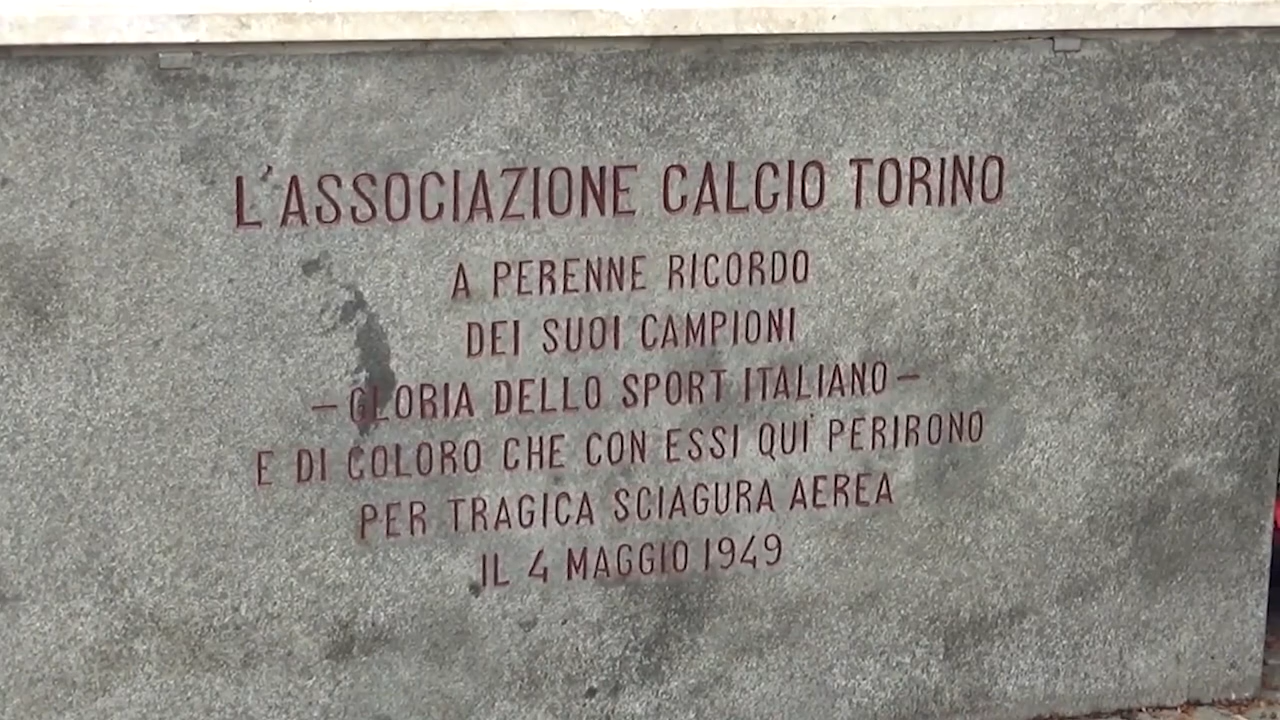 L'ASSOCIAZIONE CALCIO TORINO
A PERENNE RICORDO
DEI SUOI CAMPIONI
– GLORIA DELLO SPORT ITALIANO –
E DI COLORO CHE CON ESSI QUI PERIRONO
PER TRAGICA SCIAGURA AEREA
IL 4 MAGGIO 1949